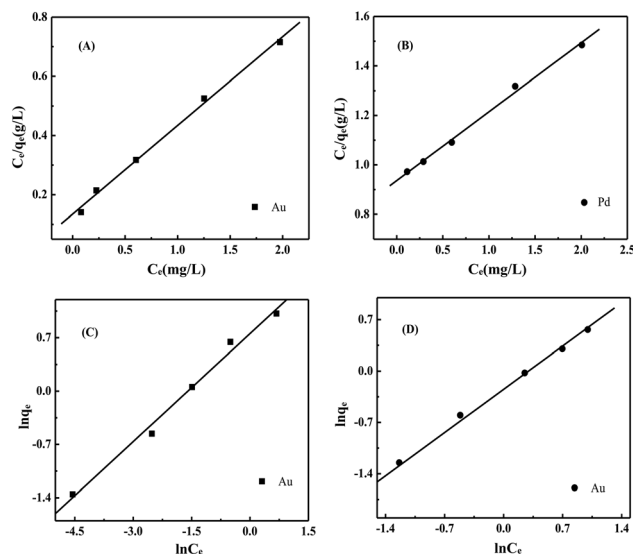 0.8
0.6
0.4
0.2
0.0
0.5
1.0
1.5
2.0
(A)
Au
Cₑ/qₑ(g/L)
Cₑ(mg/L)
1.6
1.4
1.2
1.0
0.8
0.0
0.5
1.0
1.5
2.0
2.5
(B)
Pd
Cₑ/qₑ(g/L)
Cₑ(mg/L)
0.7
0.0
-0.7
-1.4
-4.5
-3.0
-1.5
0.0
1.5
(C)
Au
lnqₑ
lnCₑ
0.7
0.0
-0.7
-1.4
-1.4
-0.7
0.0
0.7
1.4
(D)
Au
lnqₑ
lnCₑ